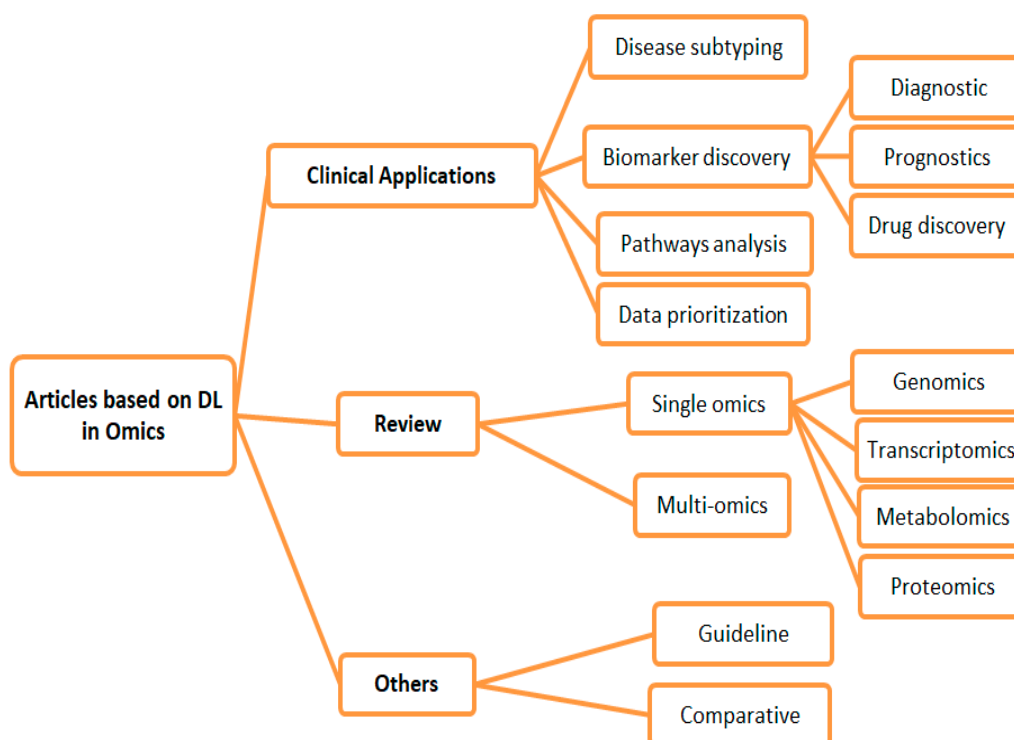 Articles based on DL
in Omics
Clinical Applications
Disease subtyping
Biomarker discovery
Diagnostic
Prognostics
Drug discovery
Pathways analysis
Data prioritization
Review
Single omics
Genomics
Transcriptomics
Metabolomics
Proteomics
Multi-omics
Others
Guideline
Comparative